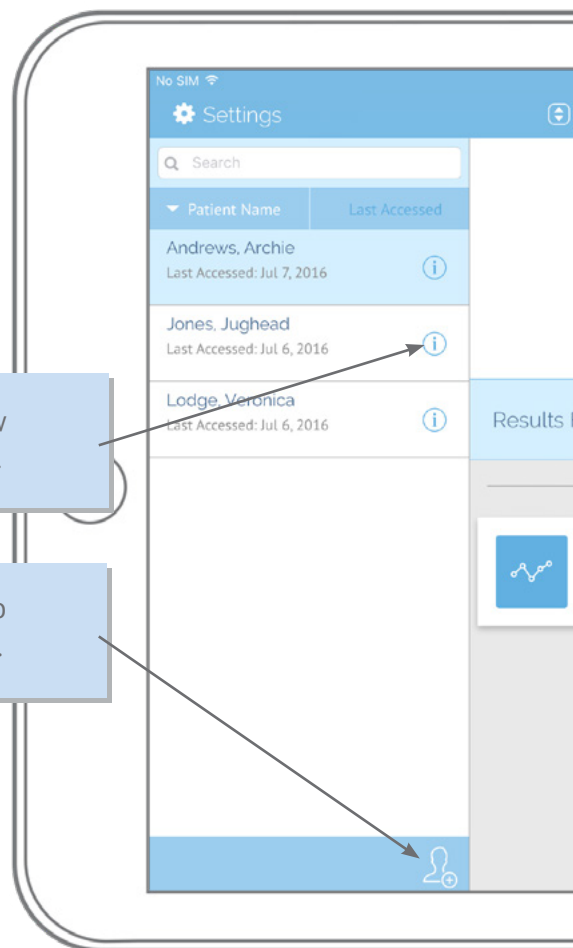 No SIM
Settings
Search
Patient Name Last Accessed
Andrews, Archie
Last Accessed: Jul 7, 2016
Jones, Jughead
Last Accessed: Jul 6, 2016
Lodge, Veronica
Last Accessed: Jul 6, 2016
Results